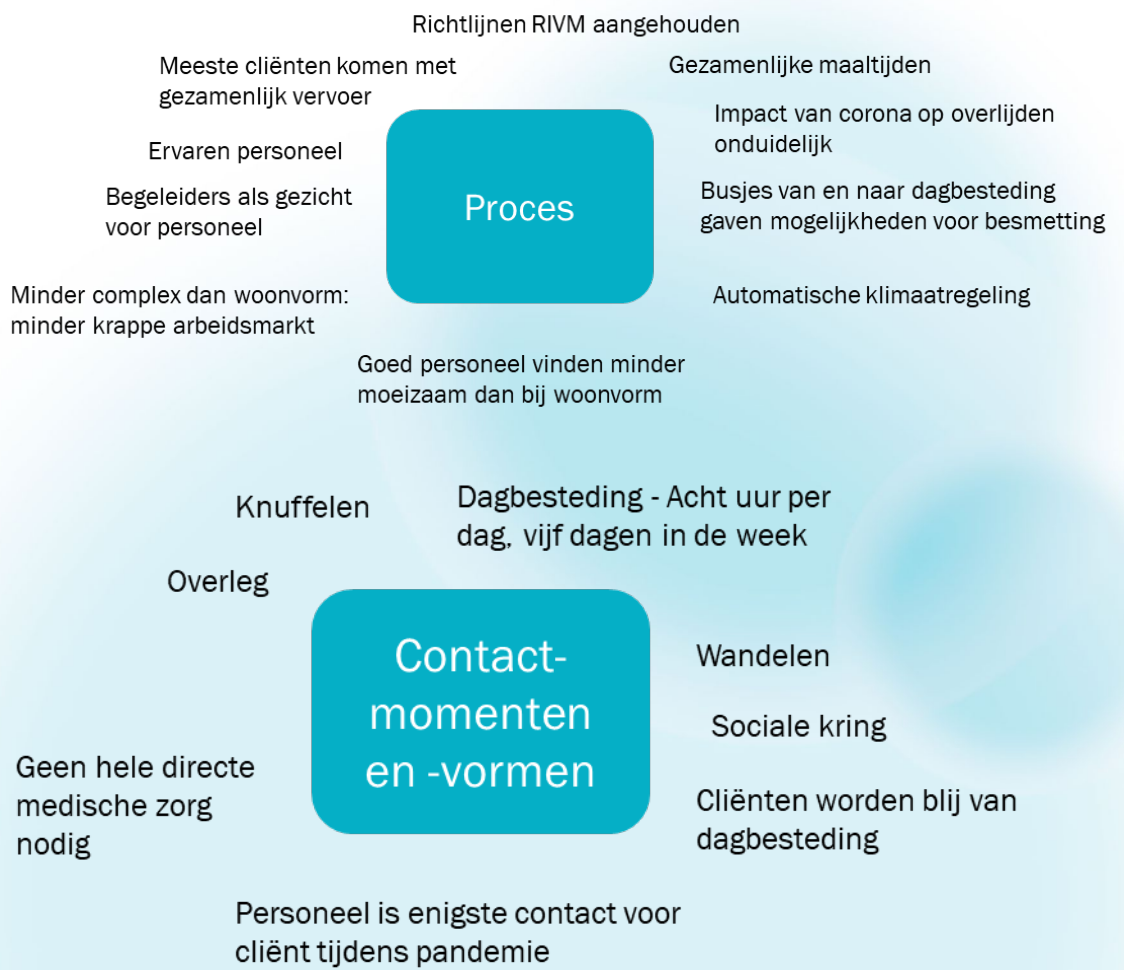 Richtlijnen RIVM aangehouden
Meeste cliënten komen met
gezamenlijk vervoer
Gezamenlijke maaltijden
Impact van corona op overlijden
onduidelijk
Ervaren personeel
Begeleiders als gezicht
voor personeel
Proces
Busjes van en naar dagbesteding
gaven mogelijkheden voor besmetting
Minder complex dan woonvorm:
minder krappe arbeidsmarkt
Automatische klimaatregeling
Goed personeel vinden minder
moeizaam dan bij woonvorm
Knuffelen
Dagbesteding - Acht uur per
dag, vijf dagen in de week
Overleg
Contact-
momenten
en -vormen
Wandelen
Sociale kring
Geen hele directe
medische zorg
nodig
Cliënten worden blij van
dagbesteding
Personeel is enigste contact voor
cliënt tijdens pandemie